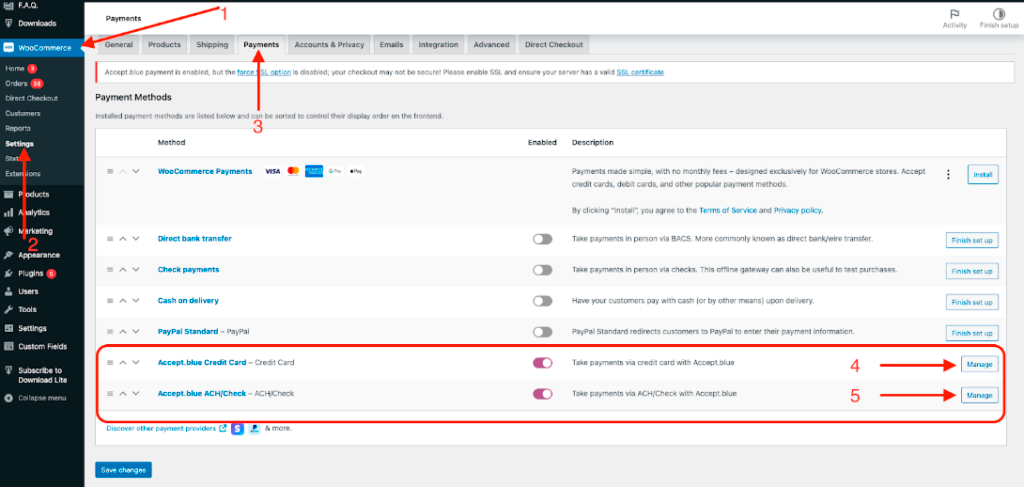 F.A.Q.
Downloads
WooCommerce
Home 3
Orders 38
Direct Checkout
Customers
Reports
Settings
Extensions
Products
Analytics
Marketing
Appearance
Plugins 5
Users
Tools
Settings
Custom Fields
Subscribe to
Download Lite
Collapse menu
1
2
Payments
Activity
Finish setup
General
Products
Shipping
Payments
Accounts & Privacy
Emails
Integration
Advanced
Direct Checkout
Accept.blue payment is enabled, but the force SSL option is disabled; your checkout may not be secure! Please enable SSL and ensure your server has a valid SSL certificate
Payment Methods
3
Installed payment methods are listed below and can be sorted to control their display order on the frontend.
Method
Enabled
Description
WooCommerce Payments
VISA
G Pay
Pay
Payments made simple, with no monthly fees – designed exclusively for WooCommerce stores. Accept
credit cards, debit cards, and other popular payment methods.
Install
By clicking “Install”, you agree to the Terms of Service and Privacy policy.
Direct bank transfer
Take payments in person via BACS. More commonly known as direct bank/wire transfer.
Finish set up
Check payments
Take payments in person via checks. This offline gateway can also be useful to test purchases.
Finish set up
Cash on delivery
Have your customers pay with cash (or by other means) upon delivery.
Finish set up
PayPal Standard – PayPal
PayPal Standard redirects customers to PayPal to enter their payment information.
Finish set up
Accept.blue Credit Card – Credit Card
Take payments via credit card with Accept.blue
4
Manage
Accept.blue ACH/Check – ACH/Check
Take payments via ACH/Check with Accept.blue
5
Manage
Discover other payment providers
S
& more.
Save changes